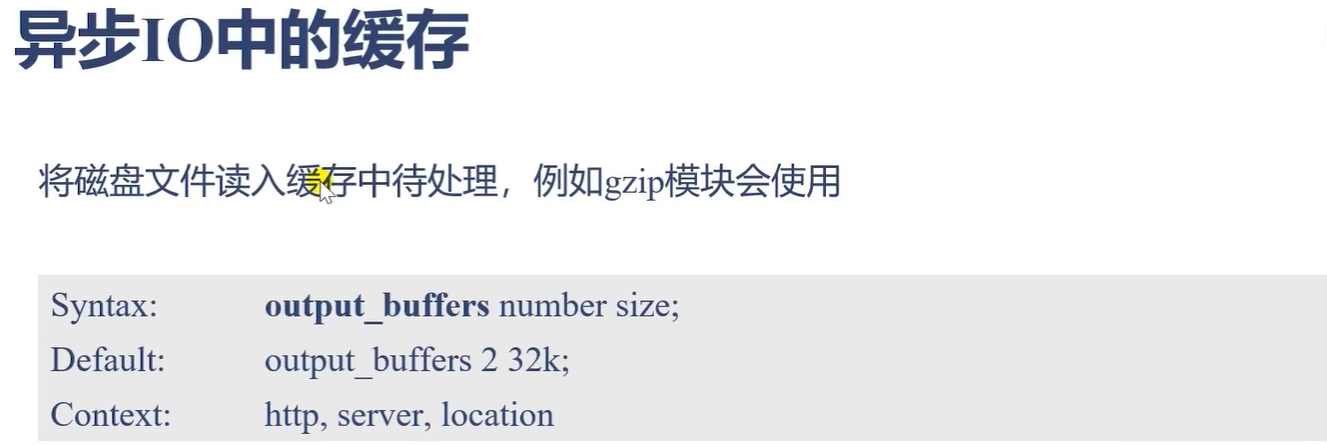 异步IO中的缓存
将磁盘文件读入缓存中待处理，例如gzip模块会使用
Syntax: output_buffers number size;
Default: output_buffers 2 32k;
Context: http, server, location